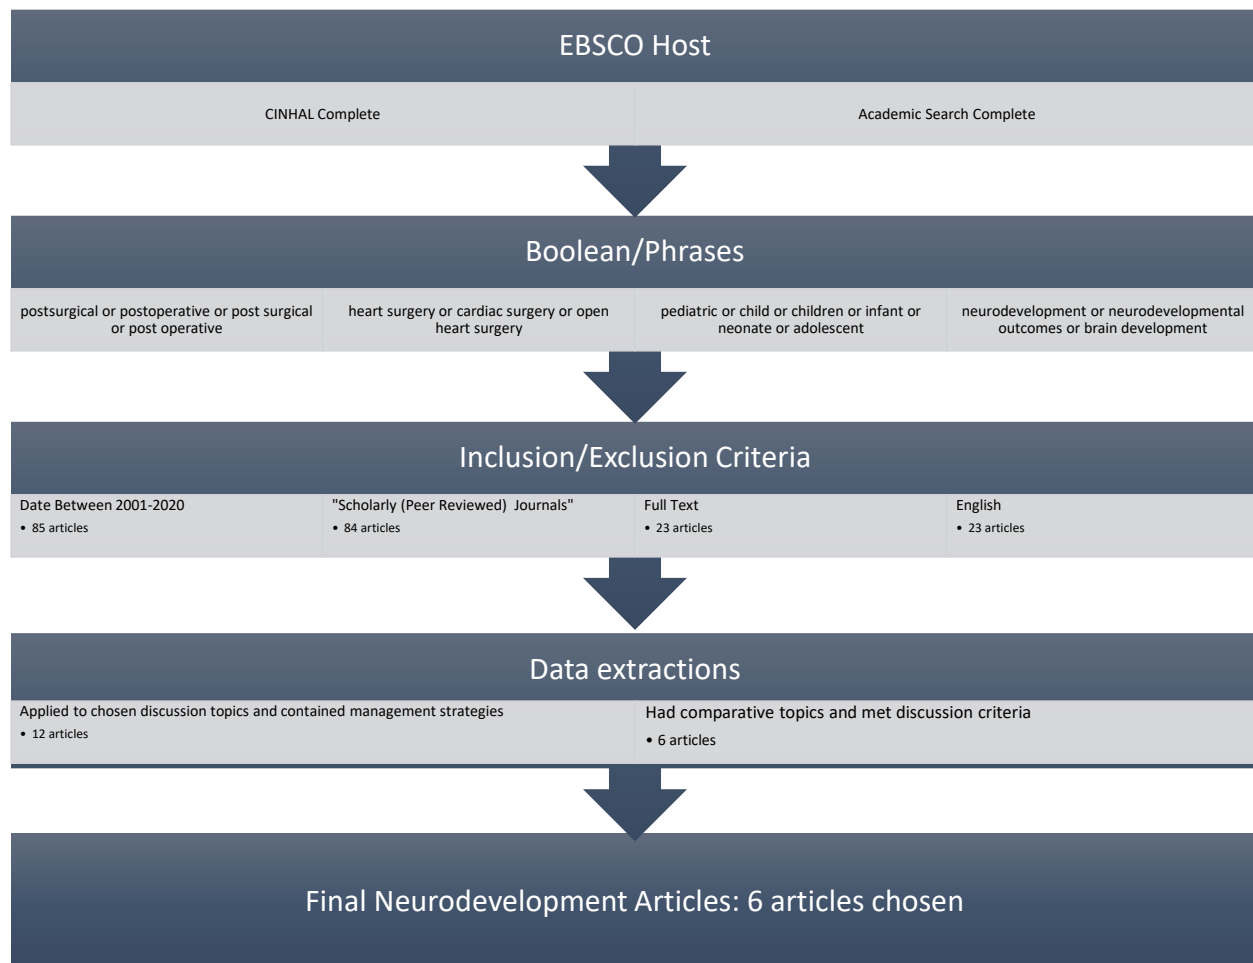 EBSCO Host
CINHAL Complete
Academic Search Complete
Boolean/Phrases
postsurgical or postoperative or post surgical
or post operative
heart surgery or cardiac surgery or open
heart surgery
pediatric or child or children or infant or
neonate or adolescent
neurodevelopment or neurodevelopmental
outcomes or brain development
Inclusion/Exclusion Criteria
Date Between 2001-2020
• 85 articles
"Scholarly (Peer Reviewed) Journals"
• 84 articles
Full Text
• 23 articles
English
• 23 articles
Data extractions
Applied to chosen discussion topics and contained management strategies
• 12 articles
Had comparative topics and met discussion criteria
• 6 articles
Final Neurodevelopment Articles: 6 articles chosen